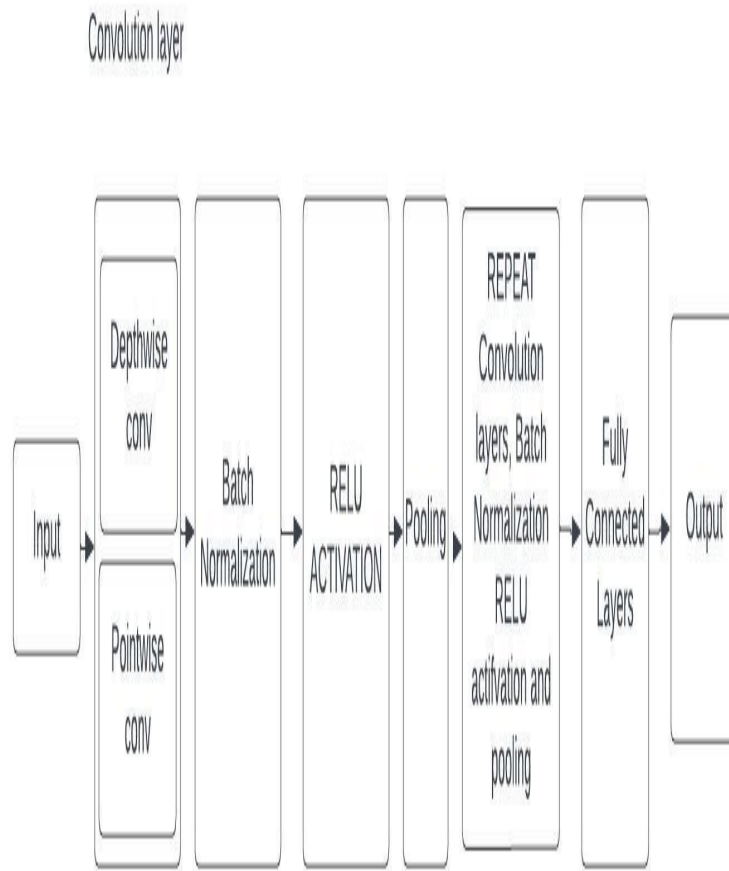 Convolution layer
Input
Depthwise
conv
Pointwise
conv
Batch
Normalization
RELU
ACTIVATION
Pooling
REPEAT
Convolution
layers, Batch
Normalization
RELU
actifvation and
pooling
Fully
Connected
Layers
Output